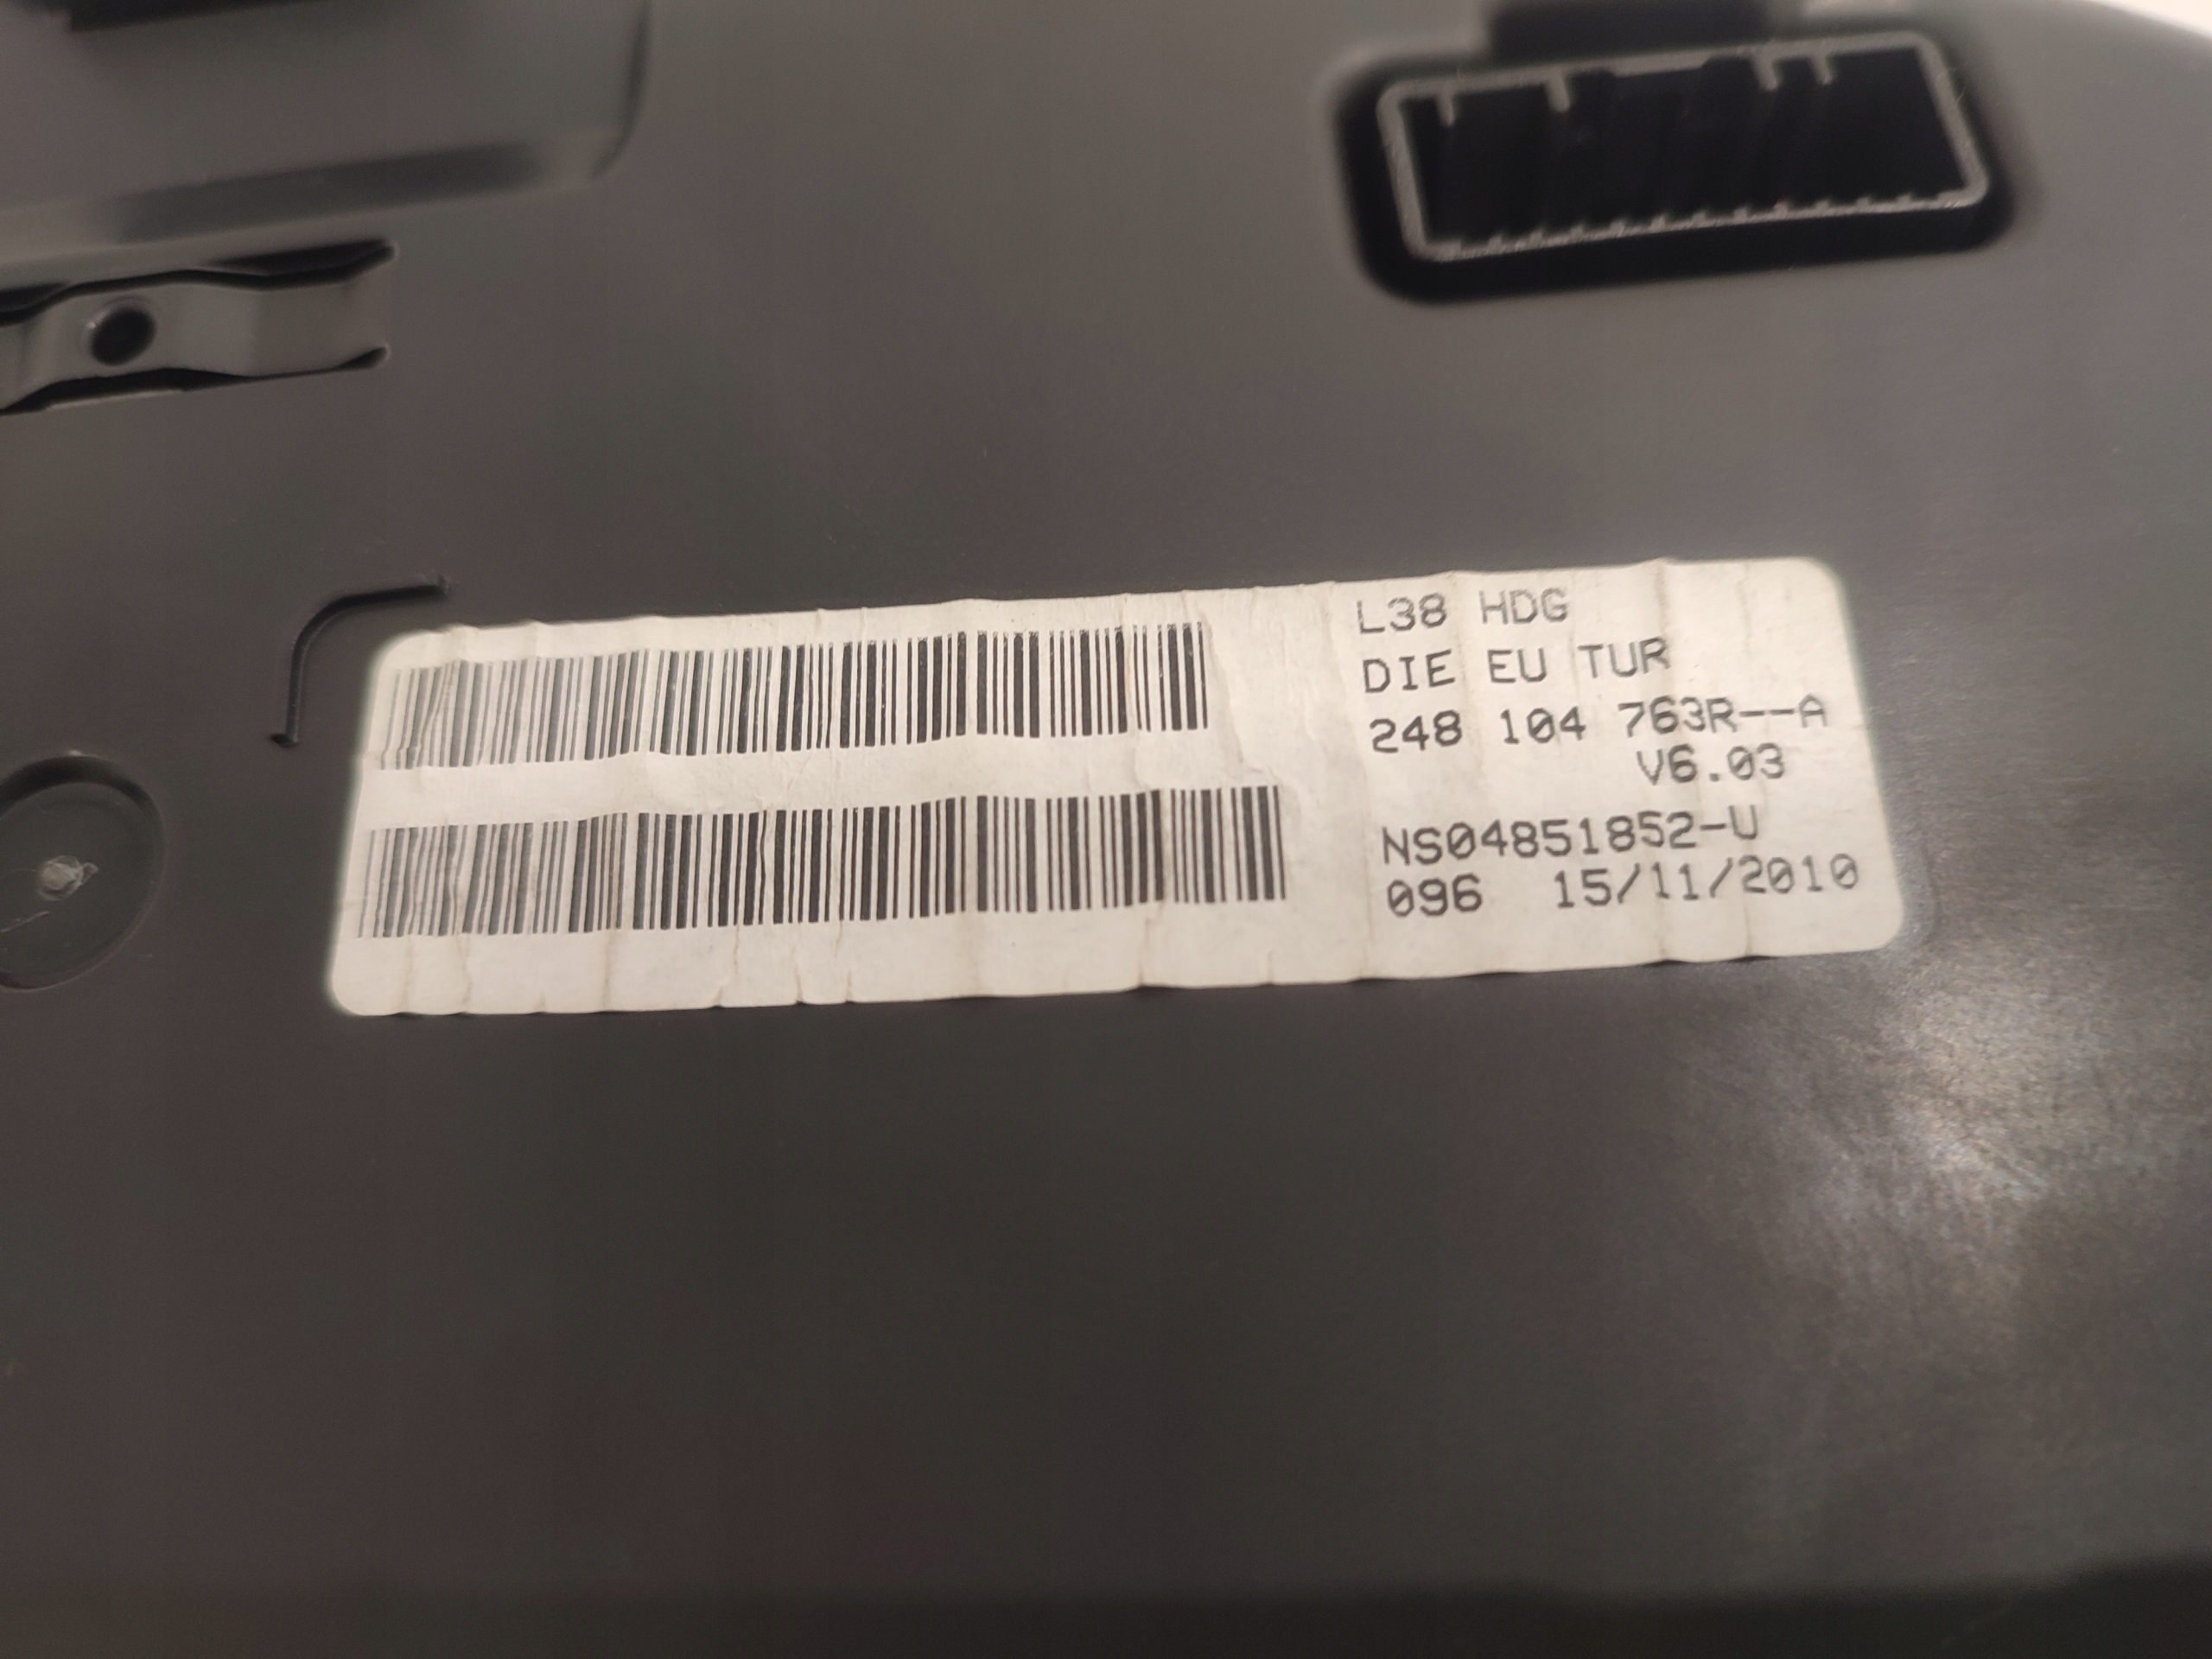 L38 HDG
DIE EU TUR
248 104 763R--A
V6.03
NS04851852-U
096 15/11/2010